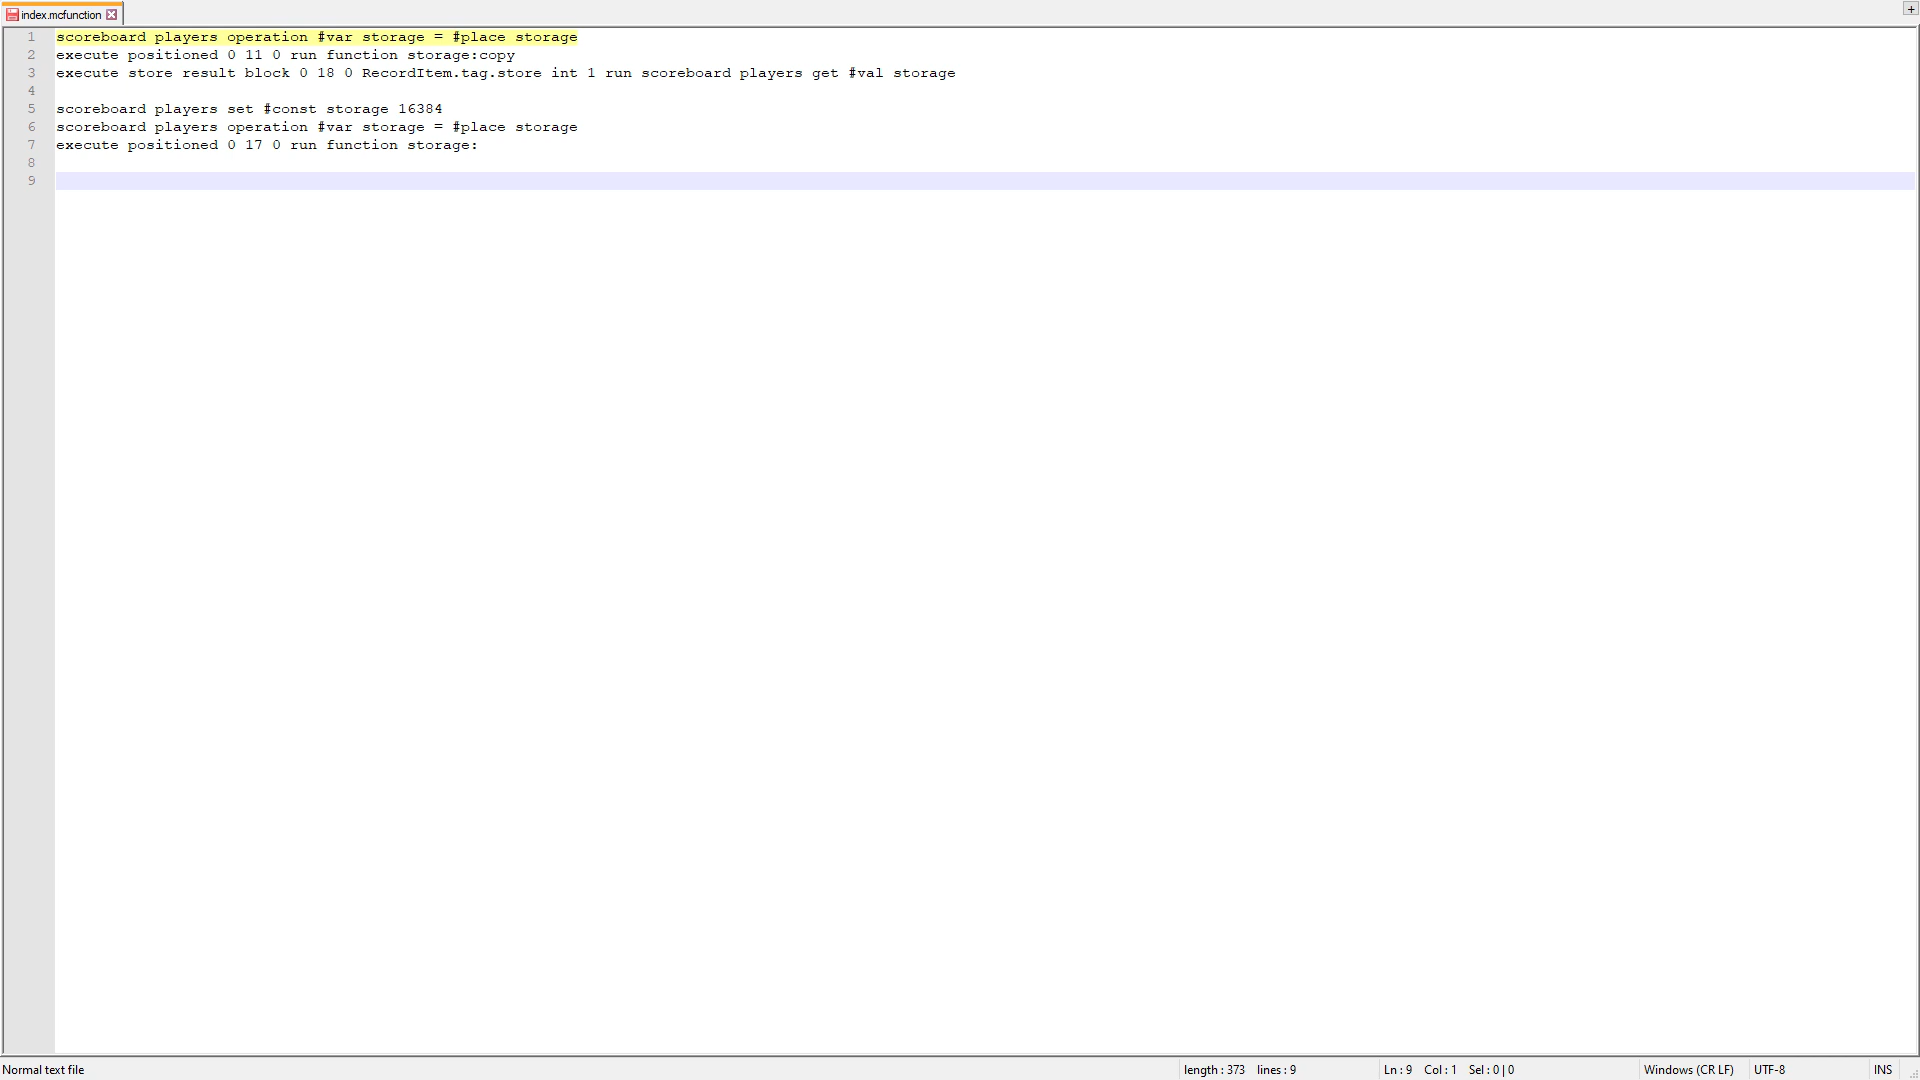 index.mcfunction
+
1 scoreboard players operation #var storage = #place storage
2 execute positioned 0 11 0 run function storage:copy
3 execute store result block 0 18 0 RecordItem.tag.store int 1 run scoreboard players get #val storage
4
5 scoreboard players set #const storage 16384
6 scoreboard players operation #var storage = #place storage
7 execute positioned 0 17 0 run function storage:
8
9
Normal text file length : 373 lines : 9 Ln : 9 Col : 1 Sel : 0 | 0 Windows (CR LF) UTF-8 INS